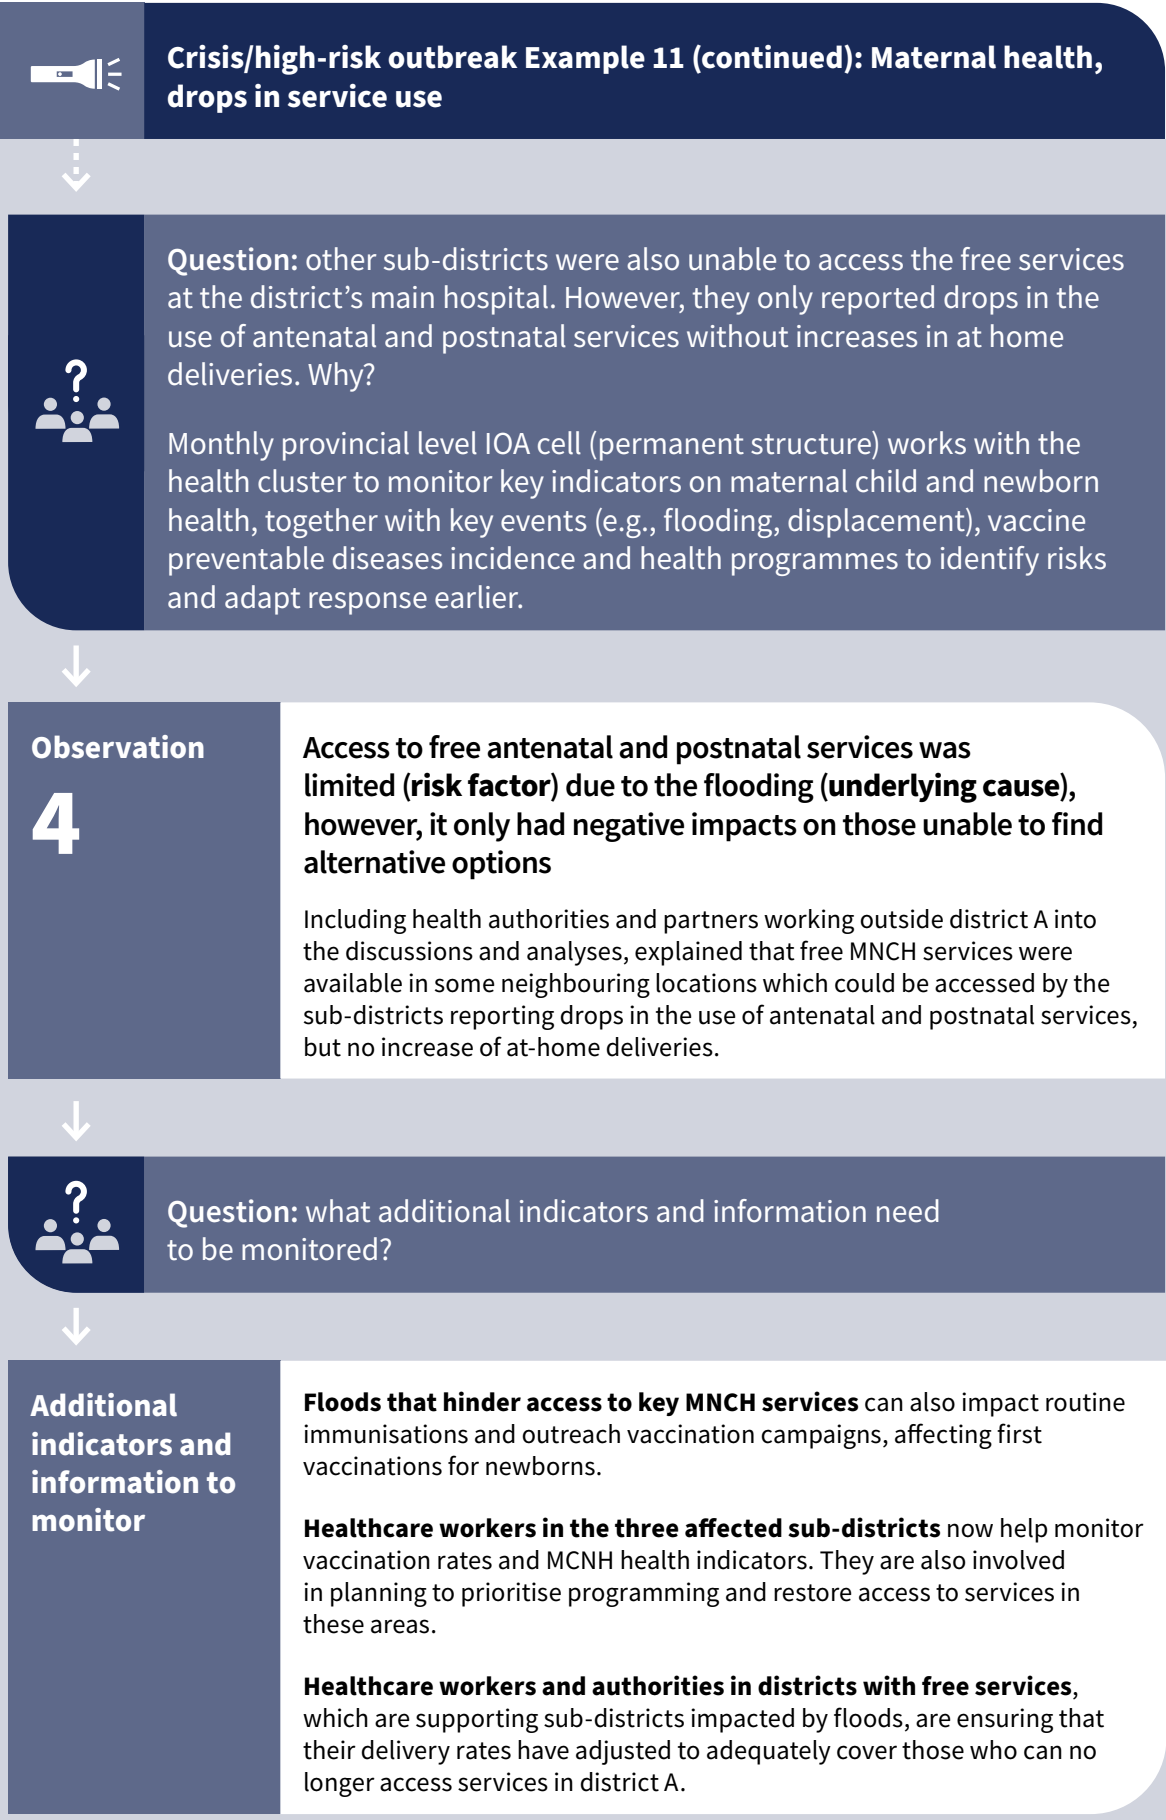 Crisis/high-risk outbreak Example 11 (continued): Maternal health,
drops in service use
Question: other sub-districts were also unable to access the free services
at the district’s main hospital. However, they only reported drops in the
use of antenatal and postnatal services without increases in at home
deliveries. Why?
Monthly provincial level IOA cell (permanent structure) works with the
health cluster to monitor key indicators on maternal child and newborn
health, together with key events (e.g., flooding, displacement), vaccine
preventable diseases incidence and health programmes to identify risks
and adapt response earlier.
Observation
4
Access to free antenatal and postnatal services was
limited (risk factor) due to the flooding (underlying cause),
however, it only had negative impacts on those unable to find
alternative options
Including health authorities and partners working outside district A into
the discussions and analyses, explained that free MNCH services were
available in some neighbouring locations which could be accessed by the
sub-districts reporting drops in the use of antenatal and postnatal services,
but no increase of at-home deliveries.
Question: what additional indicators and information need
to be monitored?
Additional
indicators and
information to
monitor
Floods that hinder access to key MNCH services can also impact routine
immunisations and outreach vaccination campaigns, affecting first
vaccinations for newborns.
Healthcare workers in the three affected sub-districts now help monitor
vaccination rates and MCNH health indicators. They are also involved
in planning to prioritise programming and restore access to services in
these areas.
Healthcare workers and authorities in districts with free services,
which are supporting sub-districts impacted by floods, are ensuring that
their delivery rates have adjusted to adequately cover those who can no
longer access services in district A.